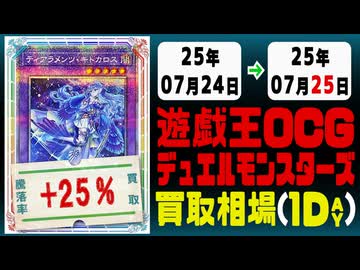 ティアラメンツ・キトカロス
闇
買取
騰落率
+25%
25年
07月24日
25年
07月25日
遊戯王OCG
デュエルモンスターズ
買取相場(1D)